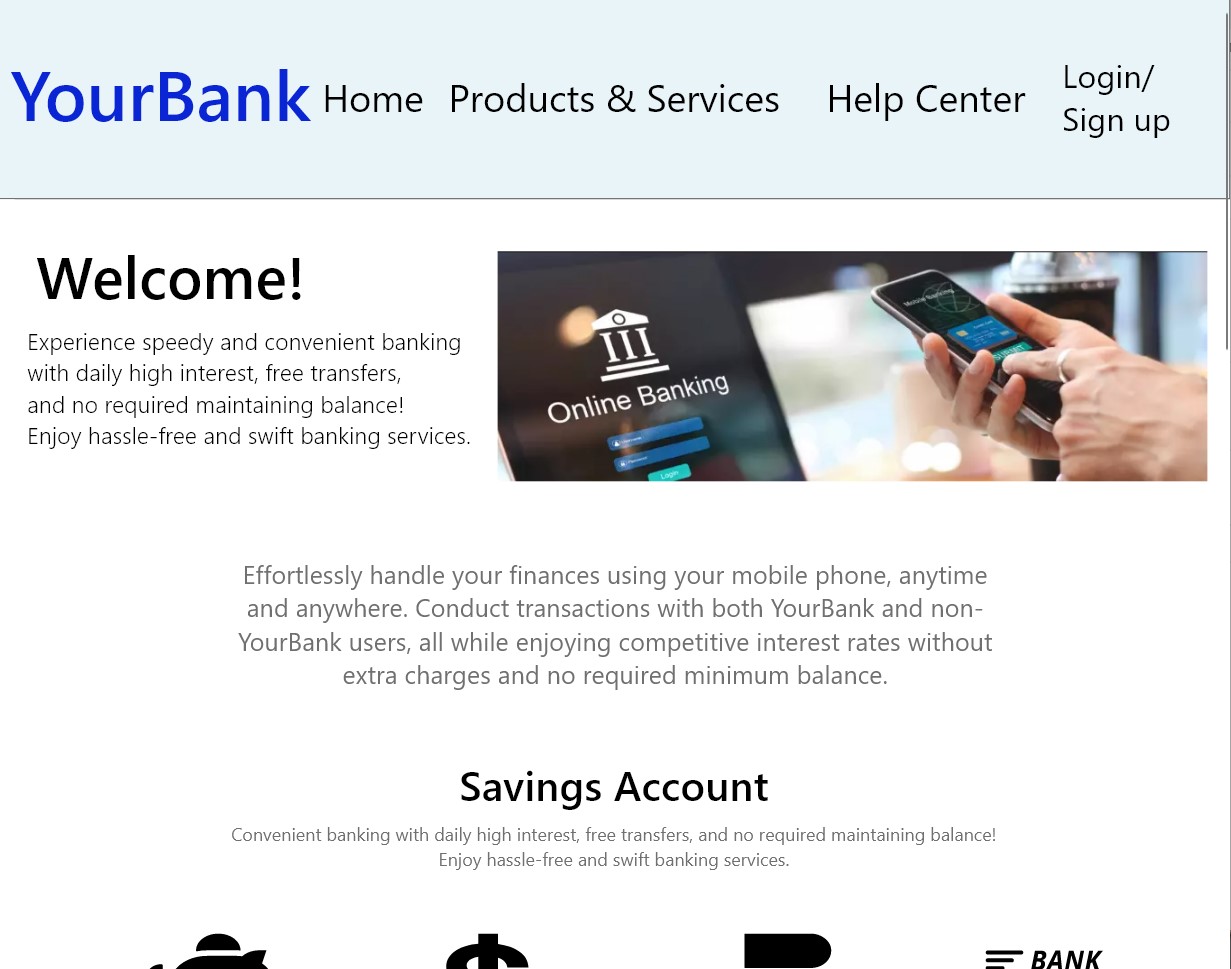 YourBank Home Products & Services Help Center Login/
Sign up
Welcome!
Experience speedy and convenient banking
with daily high interest, free transfers,
and no required maintaining balance!
Enjoy hassle-free and swift banking services.
Online Banking
Login
Mobile Banking
SUBMIT
Effortlessly handle your finances using your mobile phone, anytime
and anywhere. Conduct transactions with both YourBank and non-
YourBank users, all while enjoying competitive interest rates without
extra charges and no required minimum balance.
Savings Account
Convenient banking with daily high interest, free transfers, and no required maintaining balance!
Enjoy hassle-free and swift banking services.
$
BANK